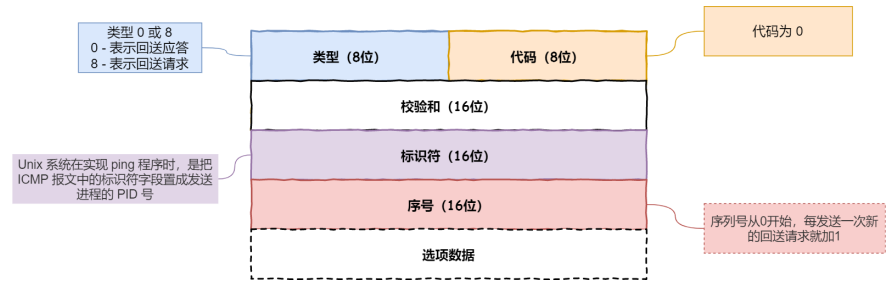 类型 0 或 8
0 - 表示回送应答
8 - 表示回送请求
类型（8位）
代码（8位）
代码为 0
校验和（16位）
Unix 系统在实现 ping 程序时，是把
ICMP 报文中的标识符字段置成发送
进程的 PID 号
标识符（16位）
序号（16位）
序列号从0开始，每发送一次新
的回送请求就加1
选项数据